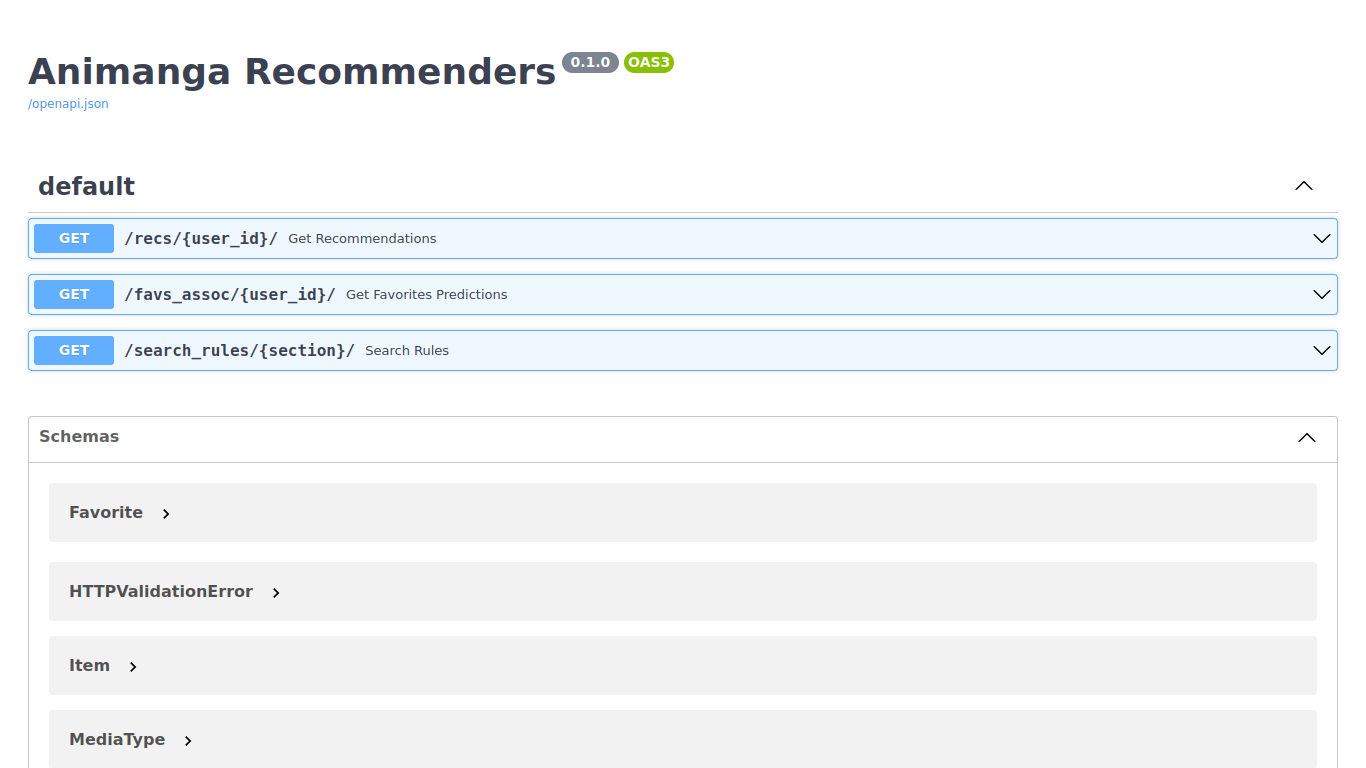 Animanga Recommenders 0.1.0 OAS3
/openapi.json
default
GET /recs/{user_id}/ Get Recommendations
GET /favs_assoc/{user_id}/ Get Favorites Predictions
GET /search_rules/{section}/ Search Rules
Schemas
Favorite
HTTPValidationError
Item
MediaType